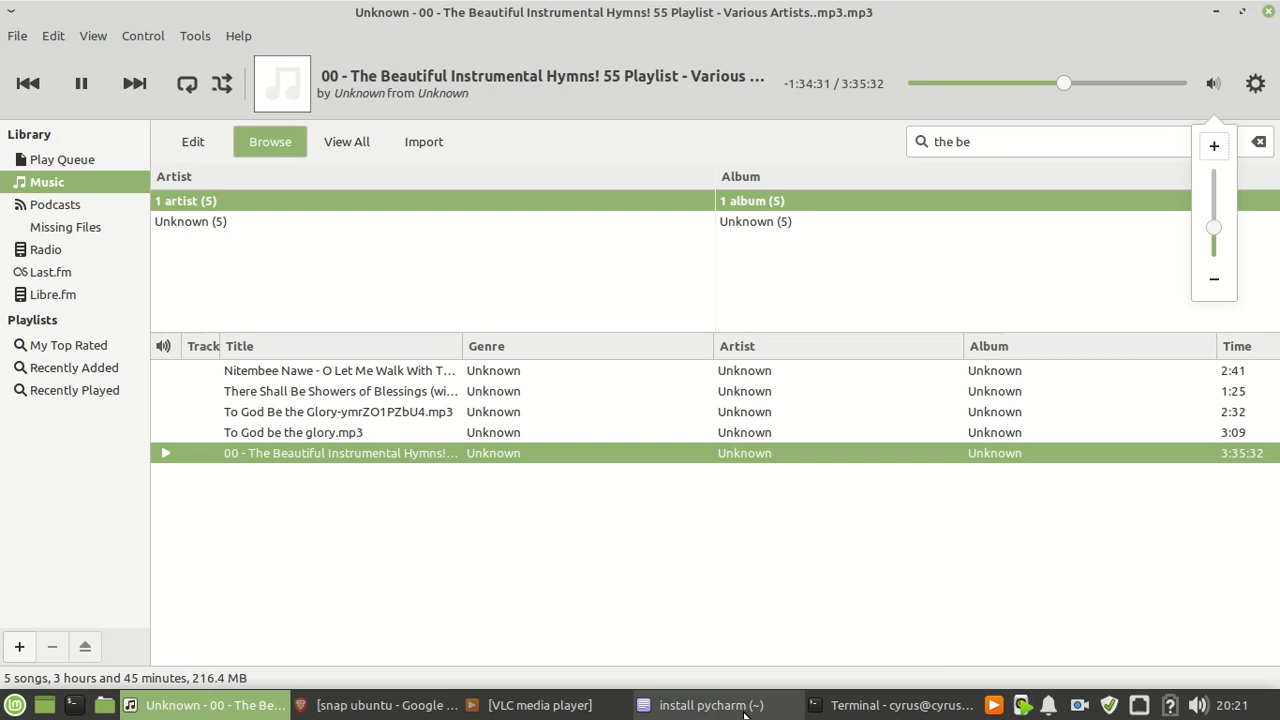 Unknown - 00 - The Beautiful Instrumental Hymns! 55 Playlist - Various Artists..mp3.mp3
File Edit View Control Tools Help
00 - The Beautiful Instrumental Hymns! 55 Playlist - Various ...
by Unknown from Unknown
-1:34:31 / 3:35:32
Library
Play Queue
Music
Podcasts
Missing Files
Radio
Last.fm
Libre.fm
Playlists
My Top Rated
Recently Added
Recently Played
Edit Browse View All Import
the be
Artist Album
1 artist (5) 1 album (5)
Unknown (5) Unknown (5)
Track Title Genre Artist Album Time
Nitembee Nawe - O Let Me Walk With T... Unknown Unknown Unknown 2:41
There Shall Be Showers of Blessings (wi... Unknown Unknown Unknown 1:25
To God Be the Glory-ymrZO1PZbU4.mp3 Unknown Unknown Unknown 2:32
To God be the glory.mp3 Unknown Unknown Unknown 3:09
00 - The Beautiful Instrumental Hymns!... Unknown Unknown Unknown 3:35:32
5 songs, 3 hours and 45 minutes, 216.4 MB
Unknown - 00 - The Be... [snap ubuntu - Google ... [VLC media player] install pycharm (~) Terminal - cyrus@cyrus... 20:21